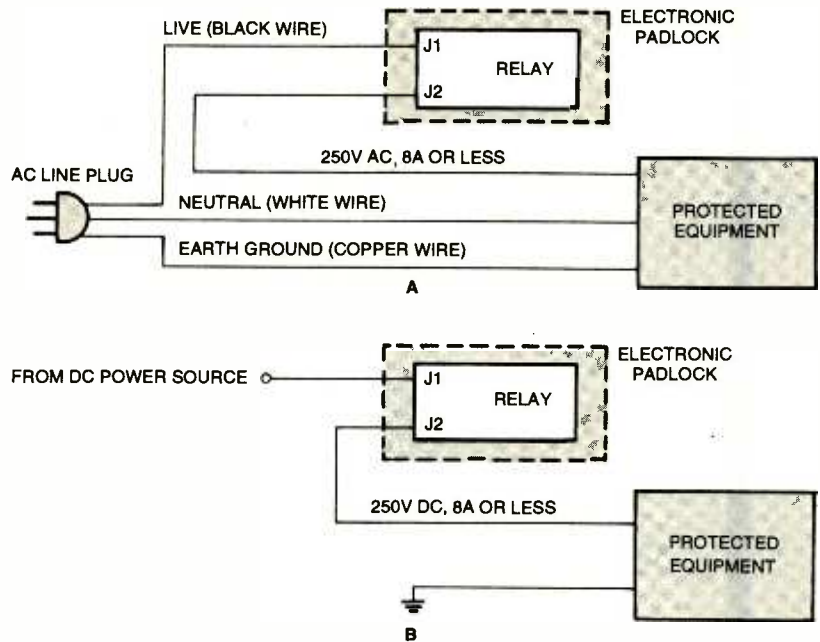 LIVE (BLACK WIRE)
ELECTRONIC
PADLOCK
J1
RELAY
J2
250V AC, 8A OR LESS
AC LINE PLUG
NEUTRAL (WHITE WIRE)
PROTECTED
EQUIPMENT
EARTH GROUND (COPPER WIRE)
A
ELECTRONIC
PADLOCK
FROM DC POWER SOURCE
J1
RELAY
J2
250V DC, 8A OR LESS
PROTECTED
EQUIPMENT
B